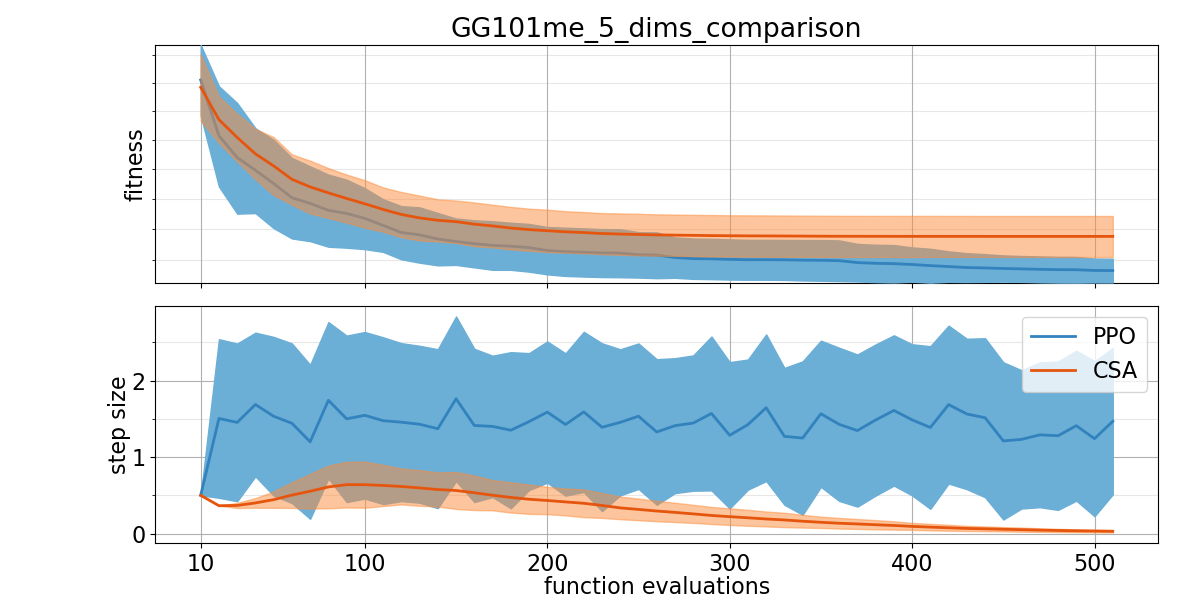 GG101me_5_dims_comparison
fitness
step size
2
1
0
PPO
CSA
10 100 200 300 400 500
function evaluations